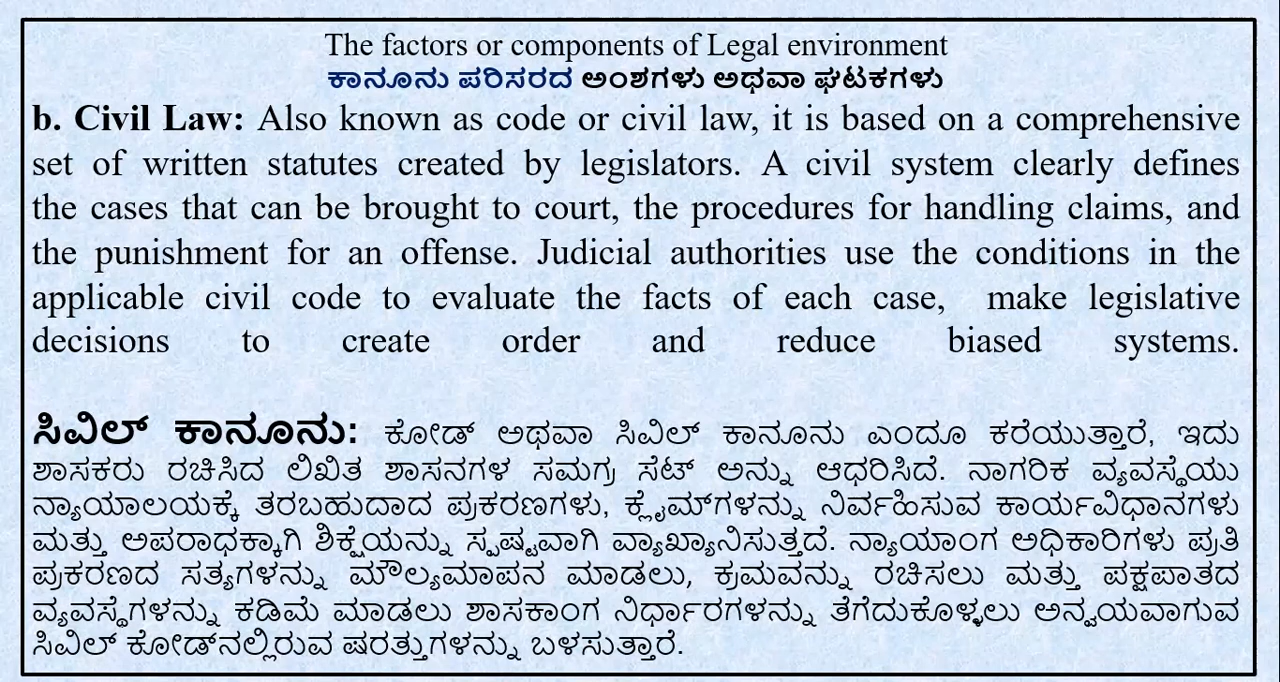 The factors or components of Legal environment
ಕಾನೂನು ಪರಿಸರದ ಅಂಶಗಳು ಅಥವಾ ಘಟಕಗಳು
b. Civil Law: Also known as code or civil law, it is based on a comprehensive
set of written statutes created by legislators. A civil system clearly defines
the cases that can be brought to court, the procedures for handling claims, and
the punishment for an offense. Judicial authorities use the conditions in the
applicable civil code to evaluate the facts of each case, make legislative
decisions to create order and reduce biased systems.
ಸಿವಿಲ್ ಕಾನೂನು: ಕೋಡ್ ಅಥವಾ ಸಿವಿಲ್ ಕಾನೂನು ಎಂದೂ ಕರೆಯುತ್ತಾರೆ, ಇದು
ಶಾಸಕರು ರಚಿಸಿದ ಲಿಖಿತ ಶಾಸನಗಳ ಸಮಗ್ರ ಸೆಟ್ ಅನ್ನು ಆಧರಿಸಿದೆ. ನಾಗರಿಕ ವ್ಯವಸ್ಥೆಯು
ನ್ಯಾಯಾಲಯಕ್ಕೆ ತರಬಹುದಾದ ಪ್ರಕರಣಗಳು, ಕ್ಲೈಮ್‌ಗಳನ್ನು ನಿರ್ವಹಿಸುವ ಕಾರ್ಯವಿಧಾನಗಳು
ಮತ್ತು ಅಪರಾಧಕ್ಕಾಗಿ ಶಿಕ್ಷೆಯನ್ನು ಸ್ಪಷ್ಟವಾಗಿ ವ್ಯಾಖ್ಯಾನಿಸುತ್ತದೆ. ನ್ಯಾಯಾಂಗ ಅಧಿಕಾರಿಗಳು ಪ್ರತಿ
ಪ್ರಕರಣದ ಸತ್ಯಗಳನ್ನು ಮೌಲ್ಯಮಾಪನ ಮಾಡಲು, ಕ್ರಮವನ್ನು ರಚಿಸಲು ಮತ್ತು ಪಕ್ಷಪಾತದ
ವ್ಯವಸ್ಥೆಗಳನ್ನು ಕಡಿಮೆ ಮಾಡಲು ಶಾಸಕಾಂಗ ನಿರ್ಧಾರಗಳನ್ನು ತೆಗೆದುಕೊಳ್ಳಲು ಅನ್ವಯವಾಗುವ
ಸಿವಿಲ್ ಕೋಡ್‌ನಲ್ಲಿರುವ ಷರತ್ತುಗಳನ್ನು ಬಳಸುತ್ತಾರೆ.